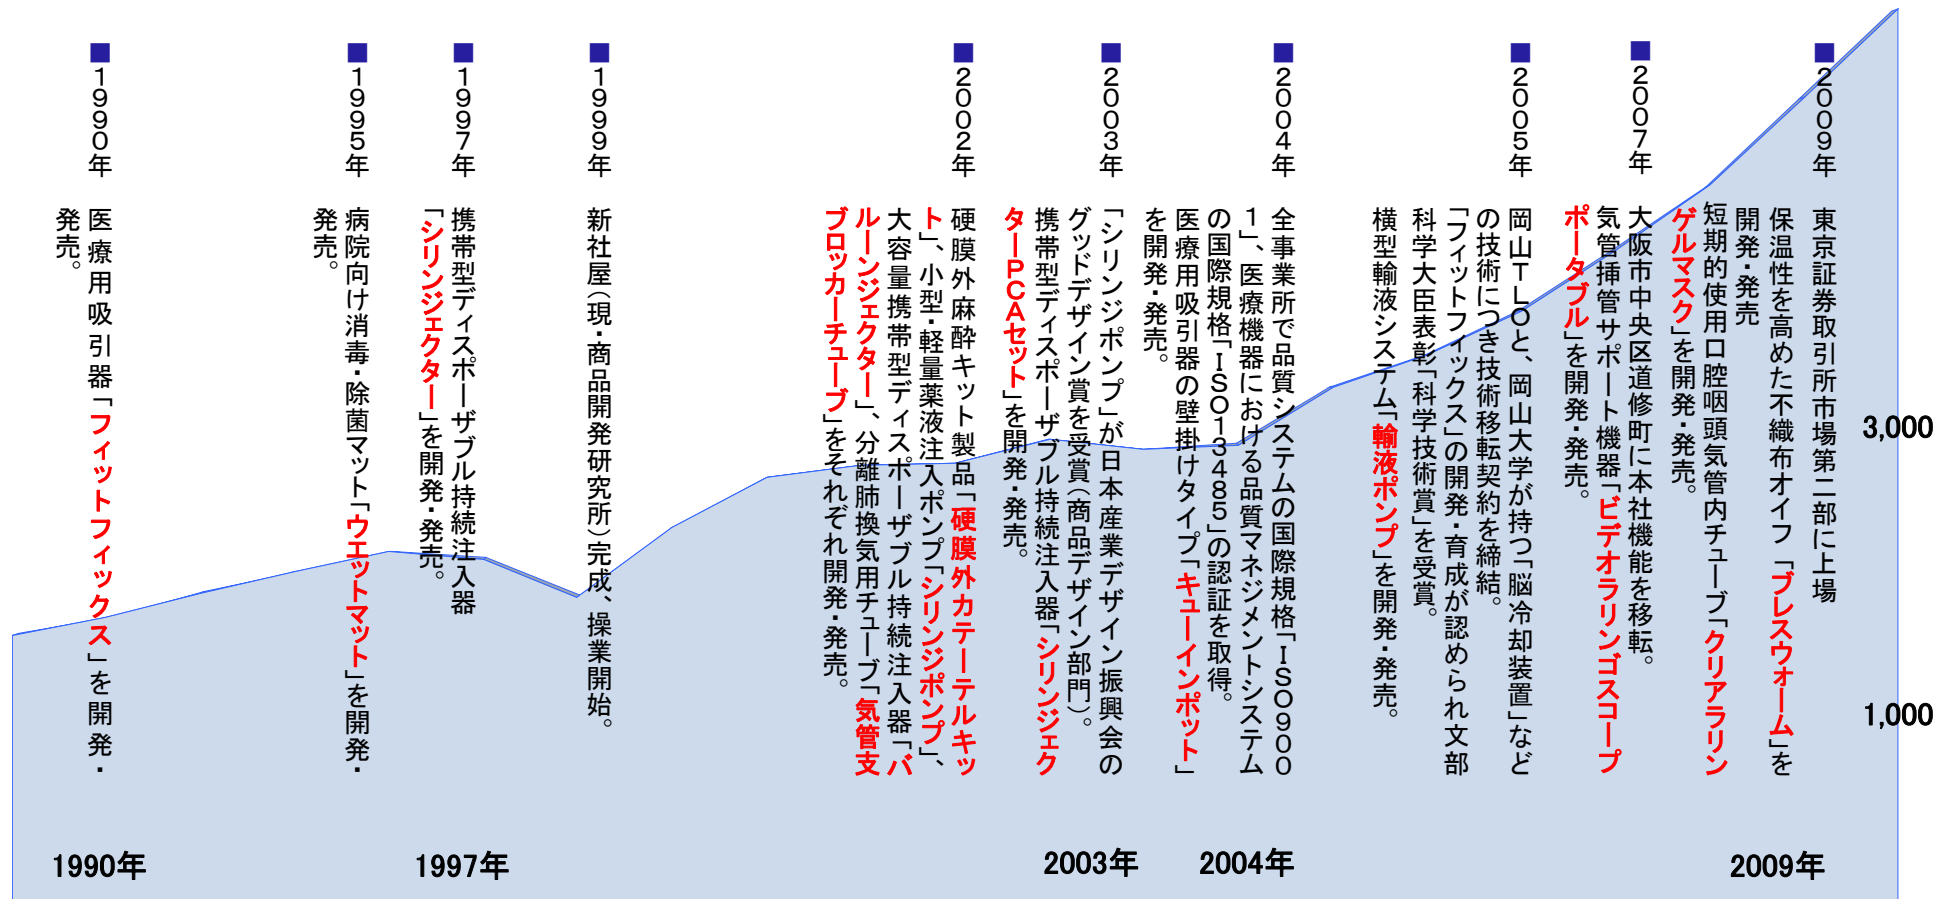 ■1990年
医療用吸引器「フィットフィックス」を開発・
発売。
■1995年
病院向け消毒・除菌マット「ウエットマット」を開発・
発売。
■1997年
携帯型ディスポーザブル持続注入器
「シリンジェクター」を開発・発売。
■1999年
新社屋(現・商品開発研究所)完成、操業開始。
■2002年
硬膜外麻酔キット製品「硬膜外カテーテルキッ
ト」、小型・軽量薬液注入ポンプ「シリンジポンプ」、
大容量携帯型ディスポーザブル持続注入器「バ
ルーンジェクター」、分離肺換気用チューブ「気管支
ブロッカーチューブ」をそれぞれ開発・発売。
■2003年
「シリンジポンプ」が日本産業デザイン振興会の
グッドデザイン賞を受賞(商品デザイン部門)。
携帯型ディスポーザブル持続注入器「シリンジェク
ターPCAセット」を開発・発売。
■2004年
全事業所で品質システムの国際規格「ISO900
1」、医療機器における品質マネジメントシステム
の国際規格「ISO13485」の認証を取得。
医療用吸引器の壁掛けタイプ「キューインポット」
を開発・発売。
■2005年
岡山TLOと、岡山大学が持つ「脳冷却装置」など
の技術につき技術移転契約を締結。
「フィットフィックス」の開発・育成が認められ文部
科学大臣表彰「科学技術賞」を受賞。
横型輸液システム「輸液ポンプ」を開発・発売。
■2007年
大阪市中央区道修町に本社機能を移転。
気管挿管サポート機器「ビデオラリンゴスコープ
ポータブル」を開発・発売。
■2009年
東京証券取引所市場第二部に上場
保温性を高めた不織布オイフ「ブレスウォーム」を
開発・発売
短期的使用口腔咽頭気管内チューブ「クリアラリン
ゲルマスク」を開発・発売。
3,000
1,000
1990年
1997年
2003年
2004年
2009年